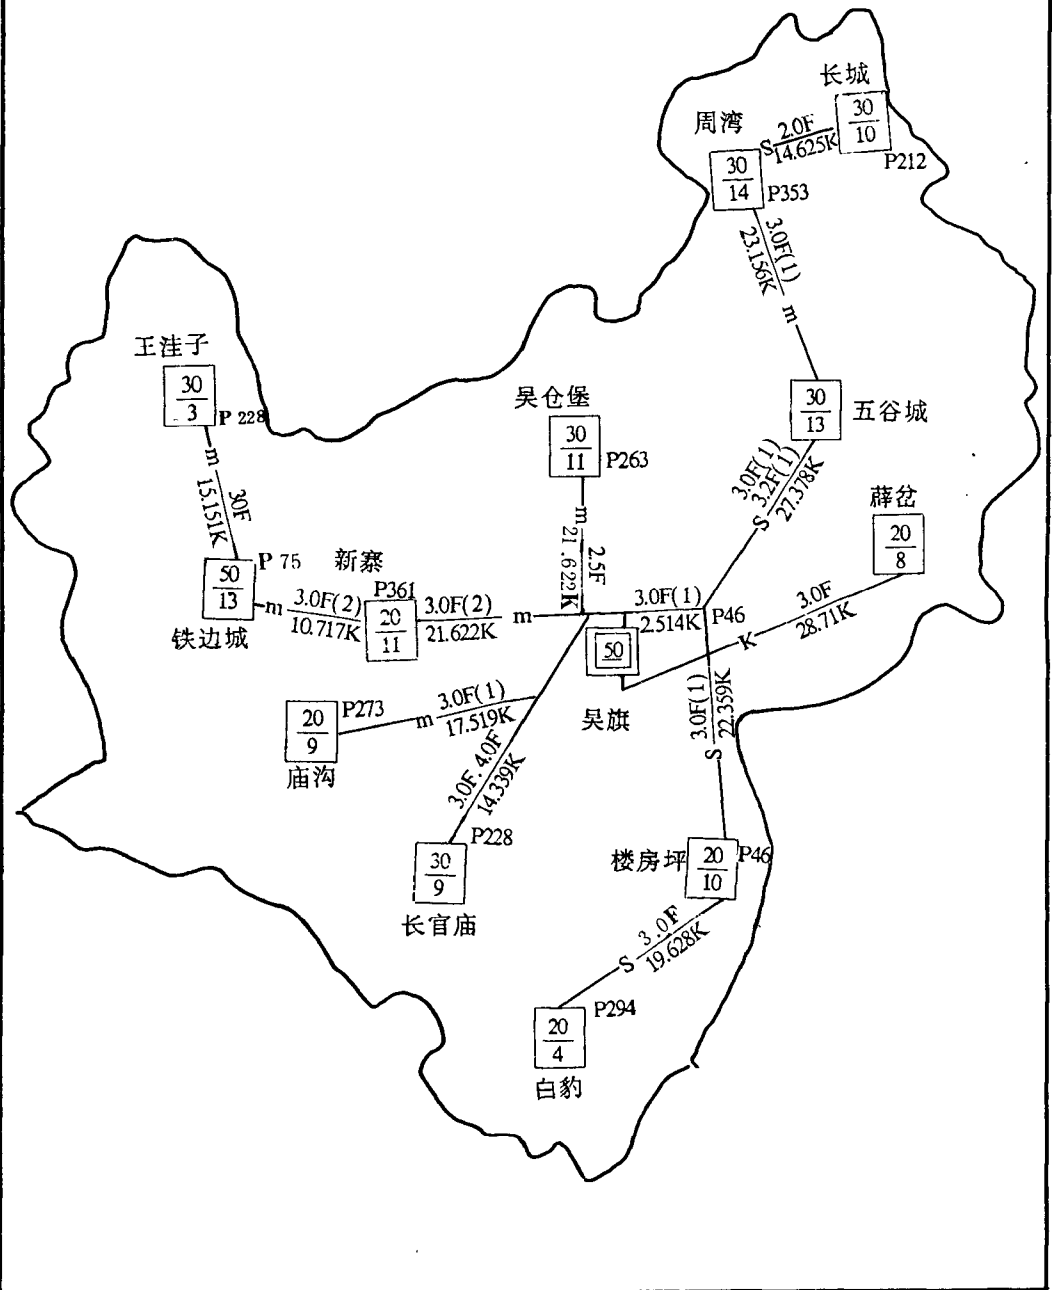 长城
30
10
P212
S 2.0F
14.625K
周湾
30
14
P353
3.0F(1)
23.156K
m
王洼子
30
3
P 228
m
30F
15.151K
吴仓堡
30
11
P263
m
2.5F
21.622K
30
13
五谷城
3.0F(1)
3.2F(1)
S 27.378K
薛岔
20
8
3.0F
28.71K
K
P 75
50
13
铁边城
新寨
P361
m 3.0F(2)
10.717K
20
11
3.0F(2)
21.622K
m
3.0F(1)
2.514K
P46
50
吴旗
3.0F(1)
22.359K
S
20
9
P273
庙沟
m 3.0F(1)
17.519K
3.0F. 4.0F
14.339K
P228
30
9
长官庙
楼房坪
20
10
P46
S 3.0F
19.628K
P294
20
4
白豹